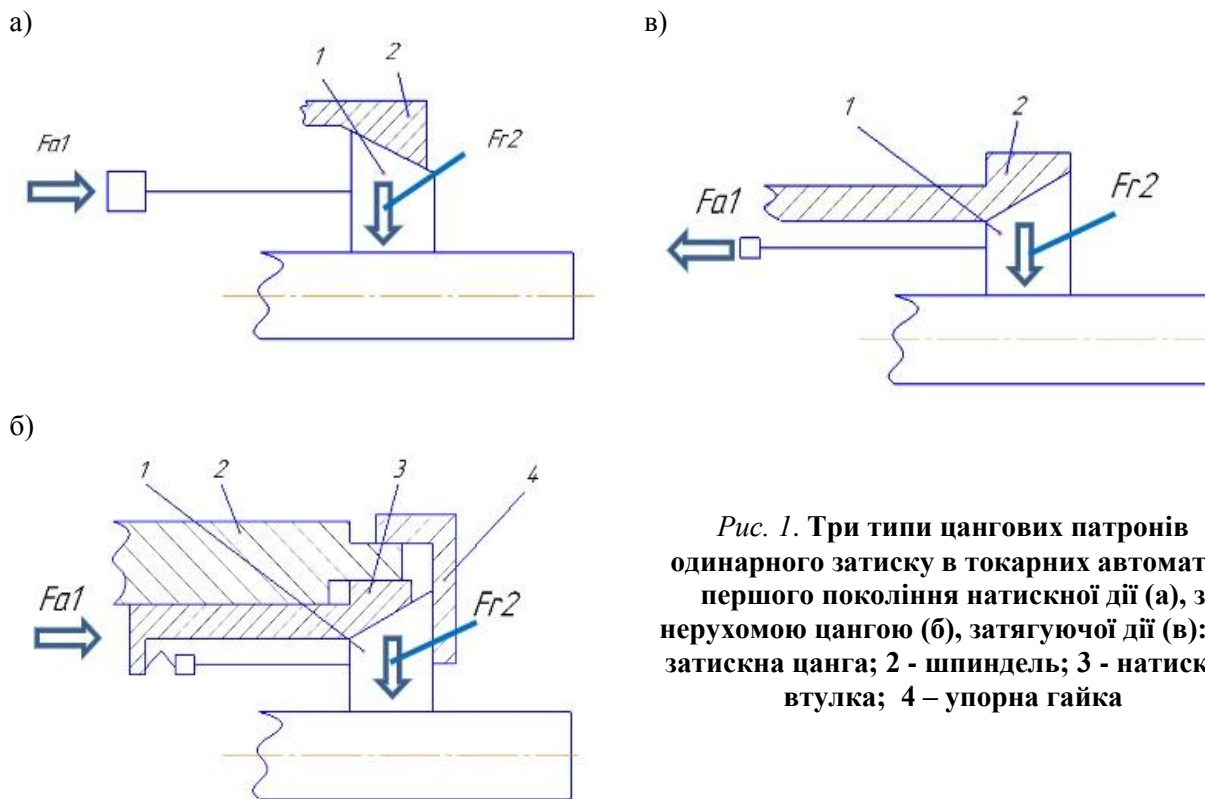 а)
1
2
Fa1
Fr2
в)
1
2
Fa1
Fr2
б)
1
2
3
4
Fa1
Fr2
Рис. 1. Три типи цангових патронів
одинарного затиску в токарних автомат
першого покоління натискної дії (а), з
нерухомою цангою (б), затягуючої дії (в):
затискна цанга; 2 - шпиндель; 3 - натиск
втулка; 4 – упорна гайка